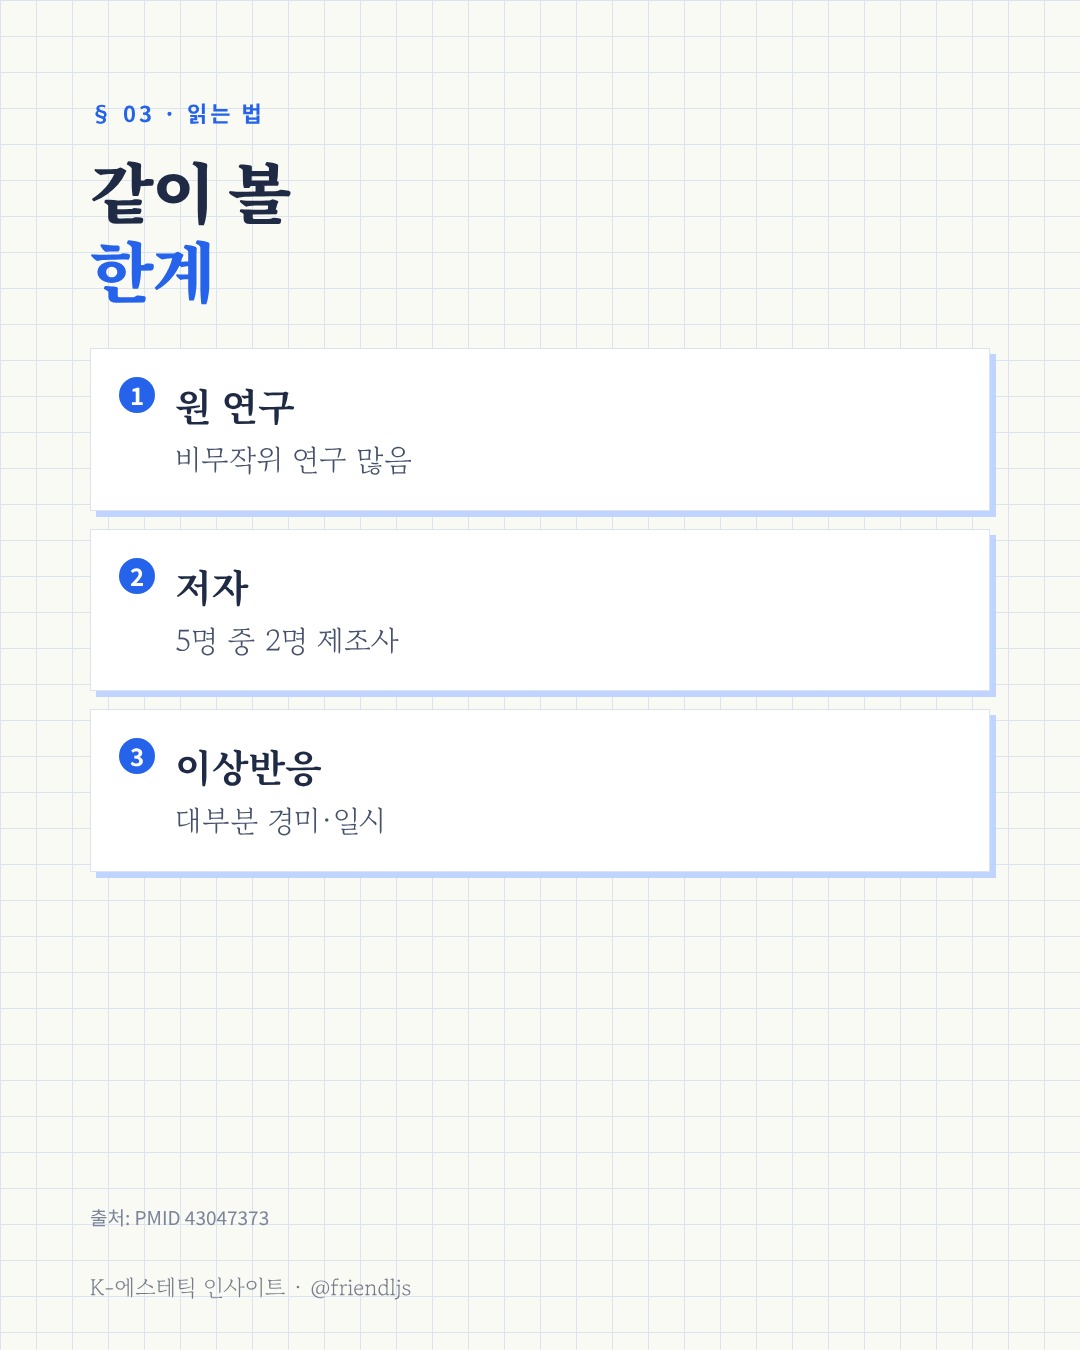 § 03 · 읽는 법
같이 볼
한계
1 원 연구
비무작위 연구 많음
2 저자
5명 중 2명 제조사
3 이상반응
대부분 경미·일시
출처: PMID 43047373
K-에스테틱 인사이트 · @friendljs